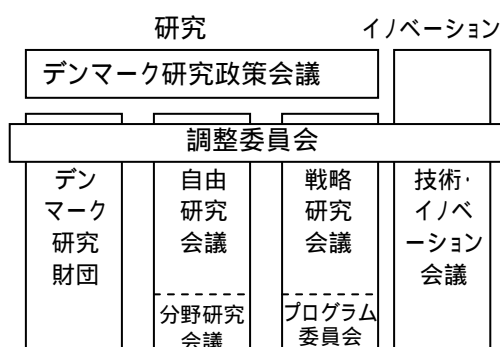 研究 イノベーション
デンマーク研究政策会議
調整委員会
デン
マーク
研究
財団
自由
研究
会議
分野研究
会議
戦略
研究
会議
プログラム
委員会
技術・
イノベ
ーション
会議